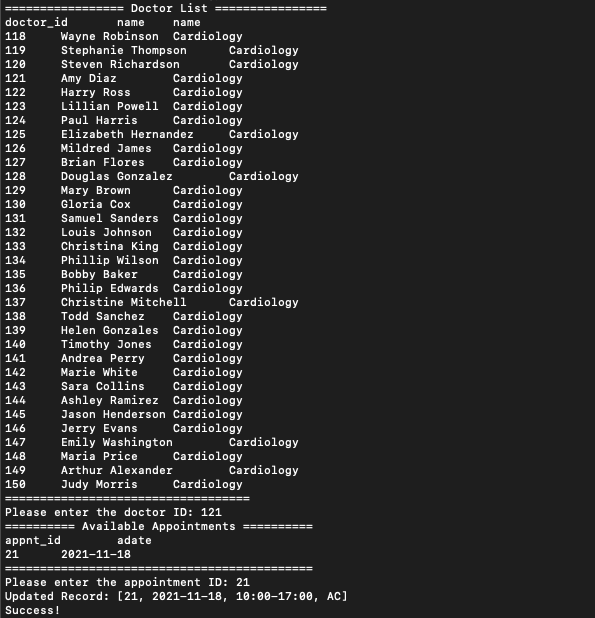 ================= Doctor List ================
doctor_id	name	name
118	Wayne Robinson	Cardiology
119	Stephanie Thompson	Cardiology
120	Steven Richardson	Cardiology
121	Amy Diaz	Cardiology
122	Harry Ross	Cardiology
123	Lillian Powell	Cardiology
124	Paul Harris	Cardiology
125	Elizabeth Hernandez	Cardiology
126	Mildred James	Cardiology
127	Brian Flores	Cardiology
128	Douglas Gonzalez	Cardiology
129	Mary Brown	Cardiology
130	Gloria Cox	Cardiology
131	Samuel Sanders	Cardiology
132	Louis Johnson	Cardiology
133	Christina King	Cardiology
134	Phillip Wilson	Cardiology
135	Bobby Baker	Cardiology
136	Philip Edwards	Cardiology
137	Christine Mitchell	Cardiology
138	Todd Sanchez	Cardiology
139	Helen Gonzales	Cardiology
140	Timothy Jones	Cardiology
141	Andrea Perry	Cardiology
142	Marie White	Cardiology
143	Sara Collins	Cardiology
144	Ashley Ramirez	Cardiology
145	Jason Henderson	Cardiology
146	Jerry Evans	Cardiology
147	Emily Washington	Cardiology
148	Maria Price	Cardiology
149	Arthur Alexander	Cardiology
150	Judy Morris	Cardiology
===================================
Please enter the doctor ID: 121
========== Available Appointments ==========
appnt_id	adate
21	2021-11-18
============================================
Please enter the appointment ID: 21
Updated Record: [21, 2021-11-18, 10:00-17:00, AC]
Success!